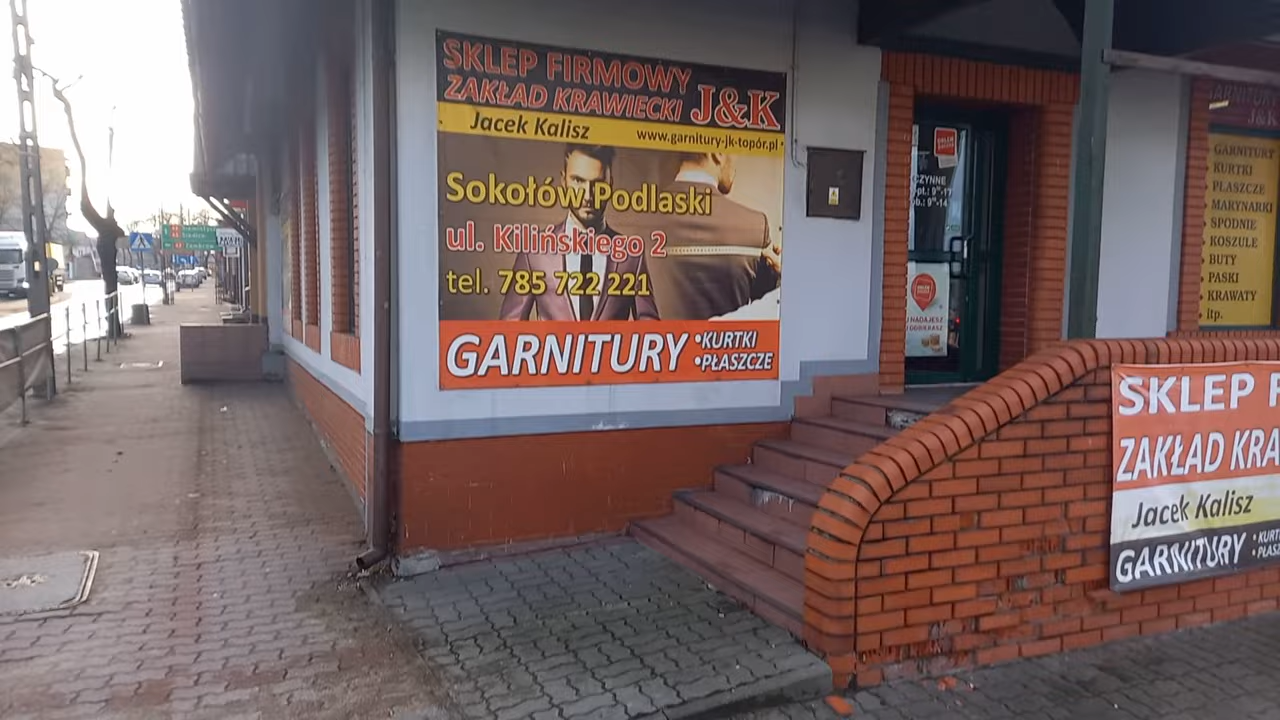 SKLEP FIRMOWY
ZAKŁAD KRAWIECKI
J&K
Jacek Kalisz
www.garnitury-jk-topór.pl
Sokołów Podlaski
ul. Kilińskiego 2
tel. 785 722 221
GARNITURY
•KURTKI
•PŁASZCZE
CZYNNE
GARNITURY
J&K
GARNITURY
KURTKI
PŁASZCZE
MARYNARKI
SPODNIE
KOSZULE
BUTY
PASKI
KRAWATY
Itp.
SKLEP F
ZAKŁAD KRA
Jacek Kalisz
GARNITURY